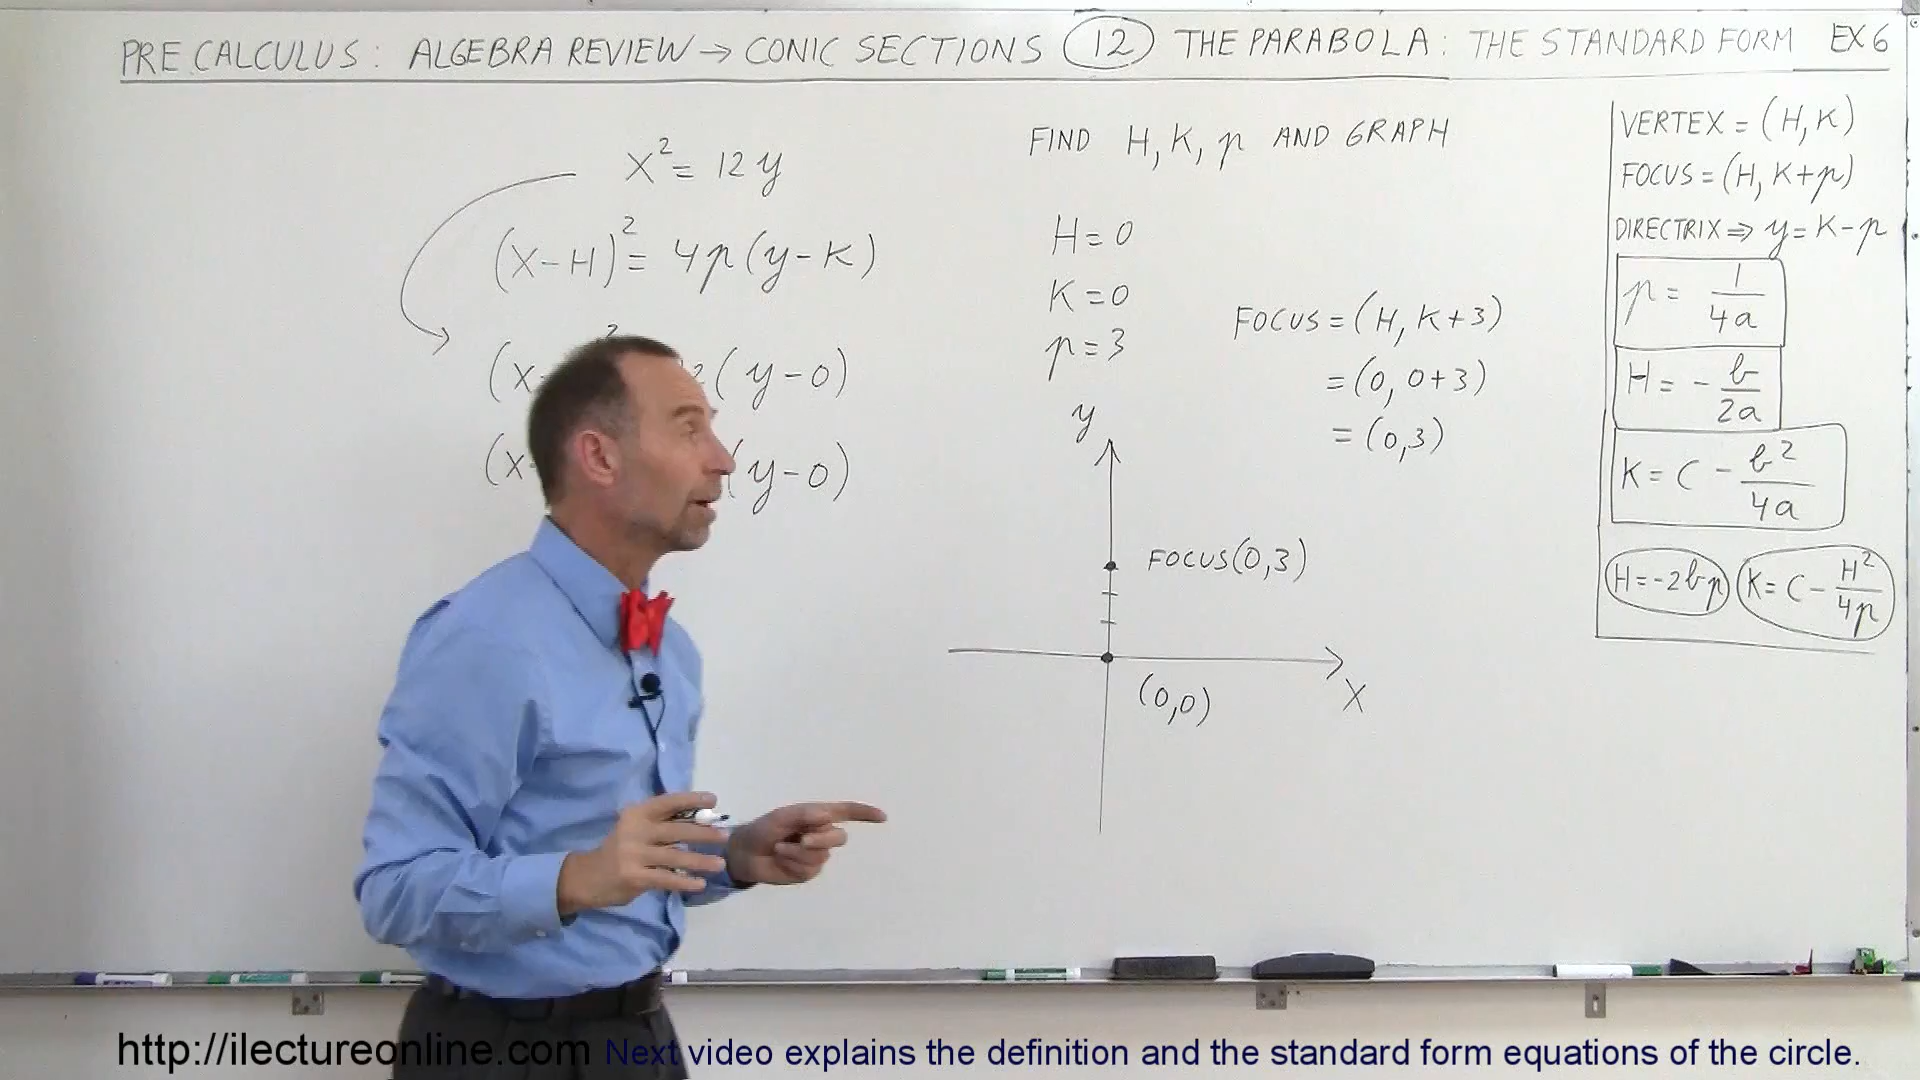 PRE CALCULUS: ALGEBRA REVIEW → CONIC SECTIONS (12) THE PARABOLA: THE STANDARD FORM EX 6
x² = 12y
(x-H)² = 4p(y-K)
(x 2 (y-0)
(x (y-0)
FIND H, K, p AND GRAPH
H=0
K=0
p=3
FOCUS = (H, K+3)
= (0, 0+3)
= (0,3)
y
FOCUS(0,3)
(0,0)
X
VERTEX = (H, K)
FOCUS = (H, K+p)
DIRECTRIX ⇒ y = K-p
p = 1/4a
H = - b/2a
K = C - b²/4a
H=-2bp K= C - H²/4p
http://ilectureonline.com Next video explains the definition and the standard form equations of the circle.